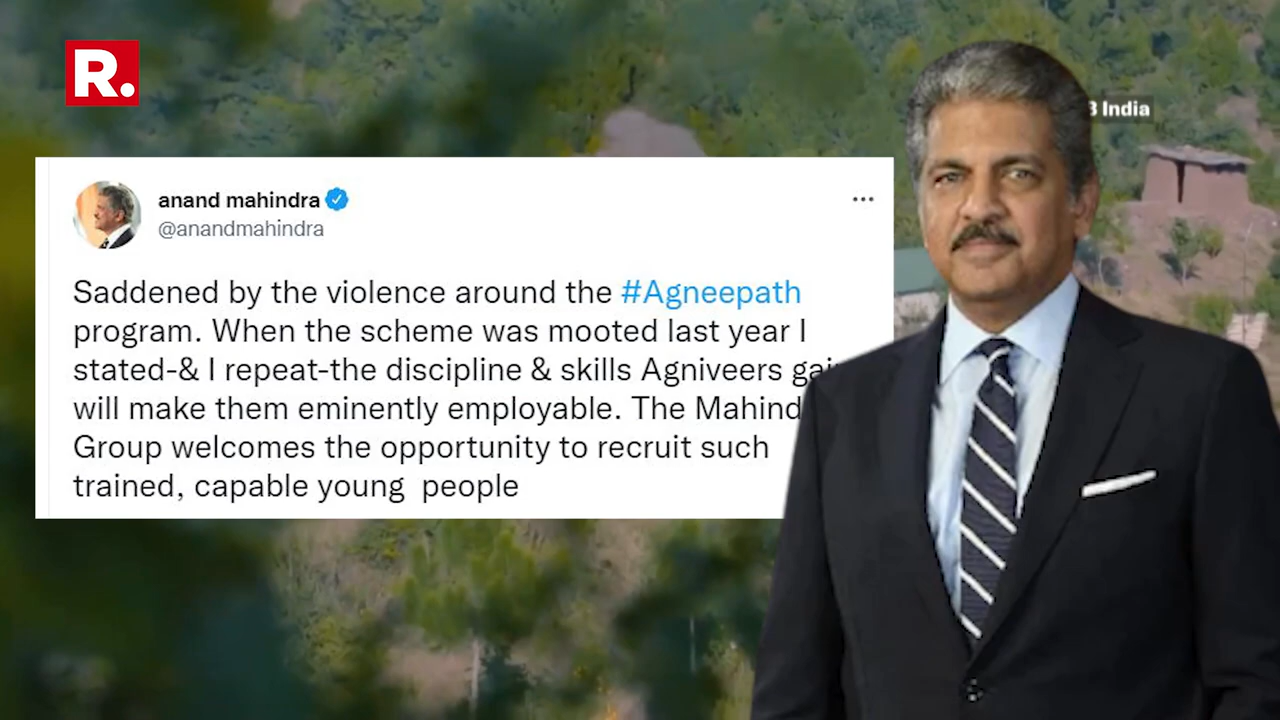 R.
B India
anand mahindra
@anandmahindra
Saddened by the violence around the #Agneepath
program. When the scheme was mooted last year I
stated-& I repeat-the discipline & skills Agniveers
will make them eminently employable. The
Group welcomes the opportunity to recruit such
trained, capable young people